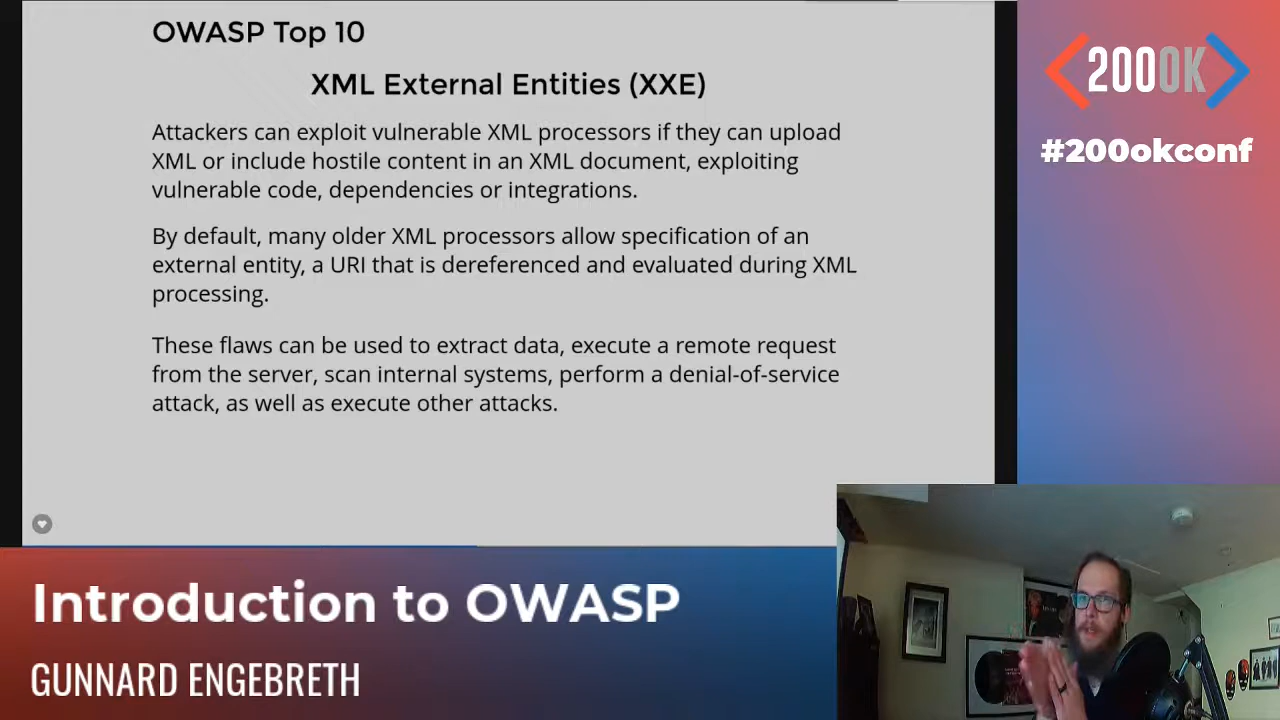 OWASP Top 10
XML External Entities (XXE)
Attackers can exploit vulnerable XML processors if they can upload
XML or include hostile content in an XML document, exploiting
vulnerable code, dependencies or integrations.
By default, many older XML processors allow specification of an
external entity, a URI that is dereferenced and evaluated during XML
processing.
These flaws can be used to extract data, execute a remote request
from the server, scan internal systems, perform a denial-of-service
attack, as well as execute other attacks.
200OK
#200okconf
Introduction to OWASP
GUNNARD ENGEBRETH